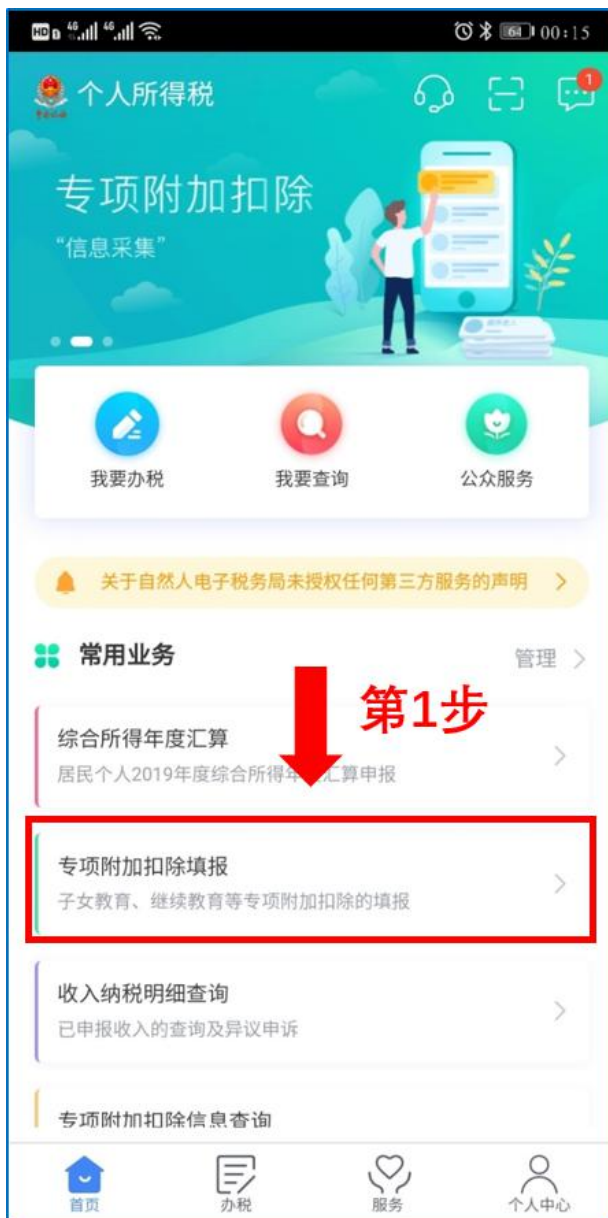 HD 46 46 64 00:15
个人所得税 1
专项附加扣除
“信息采集”
我要办税 我要查询 公众服务
关于自然人电子税务局未授权任何第三方服务的声明
常用业务 管理
第1步
综合所得年度汇算
居民个人2019年度综合所得年 汇算申报
专项附加扣除填报
子女教育、继续教育等专项附加扣除的填报
收入纳税明细查询
已申报收入的查询及异议申诉
专项附加扣除信息查询
首页 办税 服务 个人中心